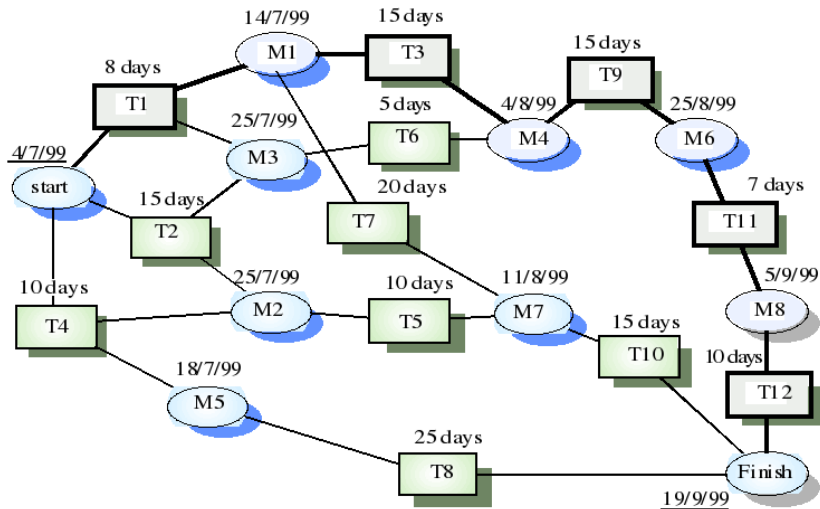 14/7/99
15 days
15 days
8 days
M1
T3
T9
T1
5 days
4/8/99
25/8/99
25/7/99
4/7/99
M3
T6
M4
M6
start
15 days
20 days
7 days
T2
T7
T11
10 days
25/7/99
10 days
11/8/99
5/9/99
T4
M2
T5
M7
M8
15 days
18/7/99
T10
10 days
M5
T12
25 days
T8
Finish
19/9/99